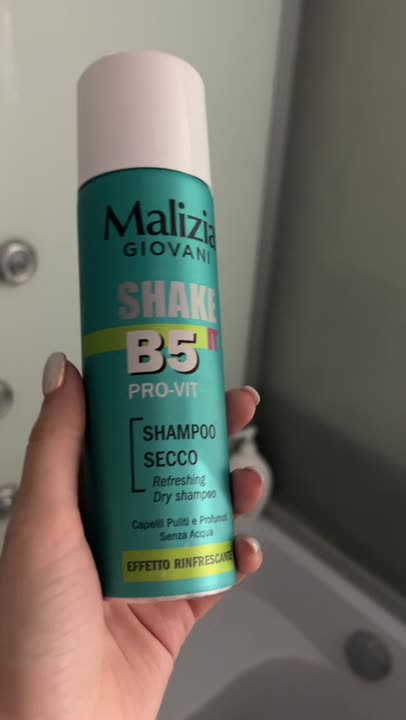 Malizia
GIOVANI
SHAKE
IT
B5
PRO-VIT
SHAMPOO
SECCO
Refreshing
Dry shampoo
Capelli Puliti e Profumati
Senza Acqua
EFFETTO RINFRESCANTE